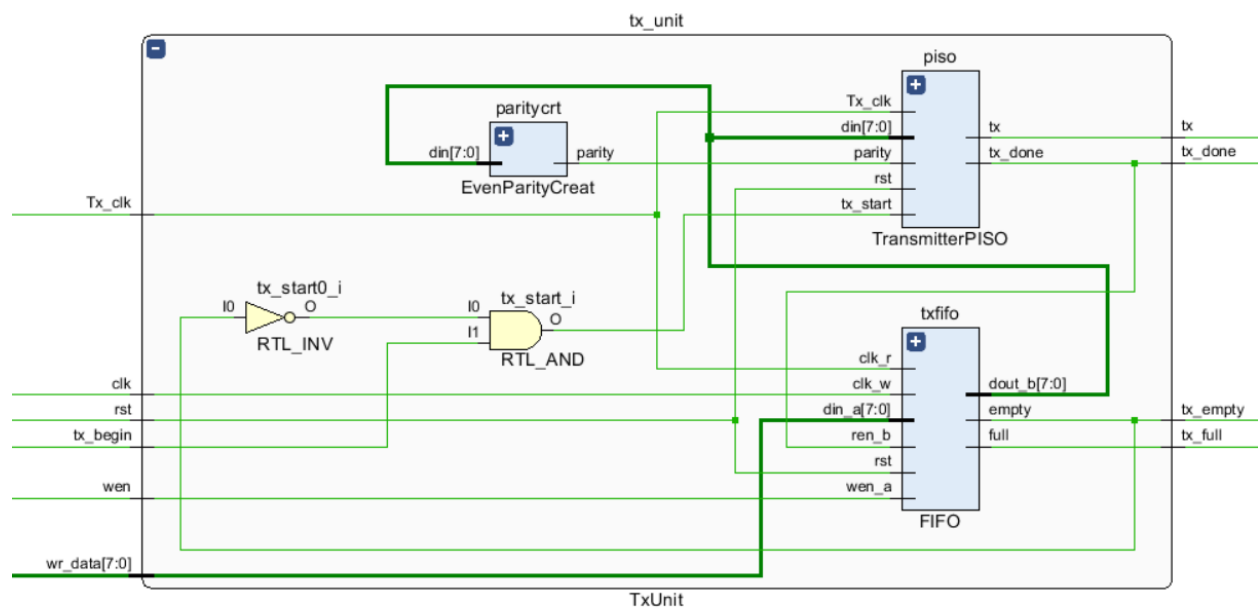 tx_unit
piso
Tx_clk
din[7:0]
parity
rst
tx_start
tx
tx_done
TransmitterPISO
tx
tx_done
paritycrt
din[7:0]
parity
EvenParityCreat
Tx_clk
tx_start0_i
I0
O
RTL_INV
tx_start_i
I0
I1
O
RTL_AND
txfifo
clk_r
clk_w
din_a[7:0]
ren_b
rst
wen_a
dout_b[7:0]
empty
full
FIFO
clk
rst
tx_begin
wen
wr_data[7:0]
tx_empty
tx_full
TxUnit